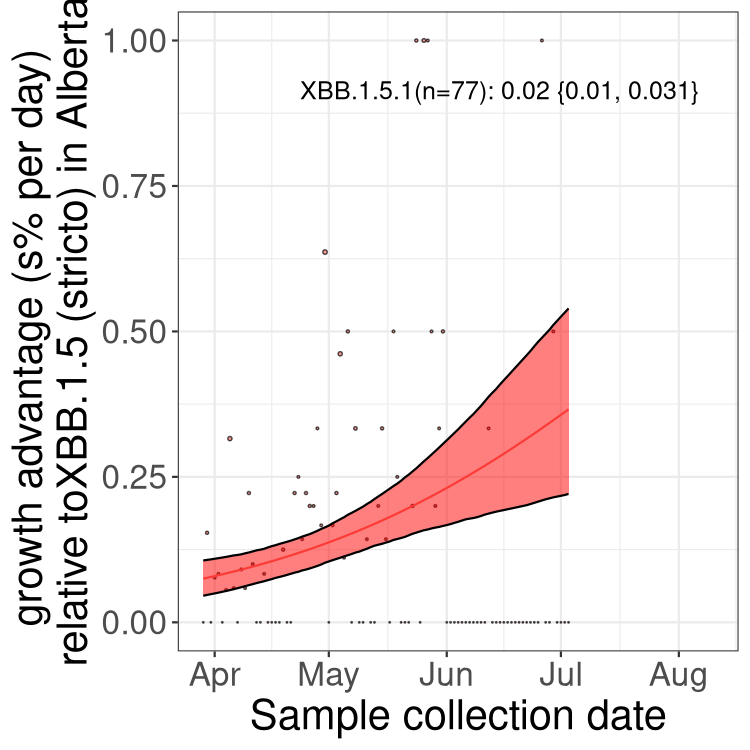 growth advantage (s% per day)
relative toXBB.1.5 (stricto) in Alberta
1.00
0.75
0.50
0.25
0.00
XBB.1.5.1(n=77): 0.02 {0.01, 0.031}
Apr May Jun Jul Aug
Sample collection date